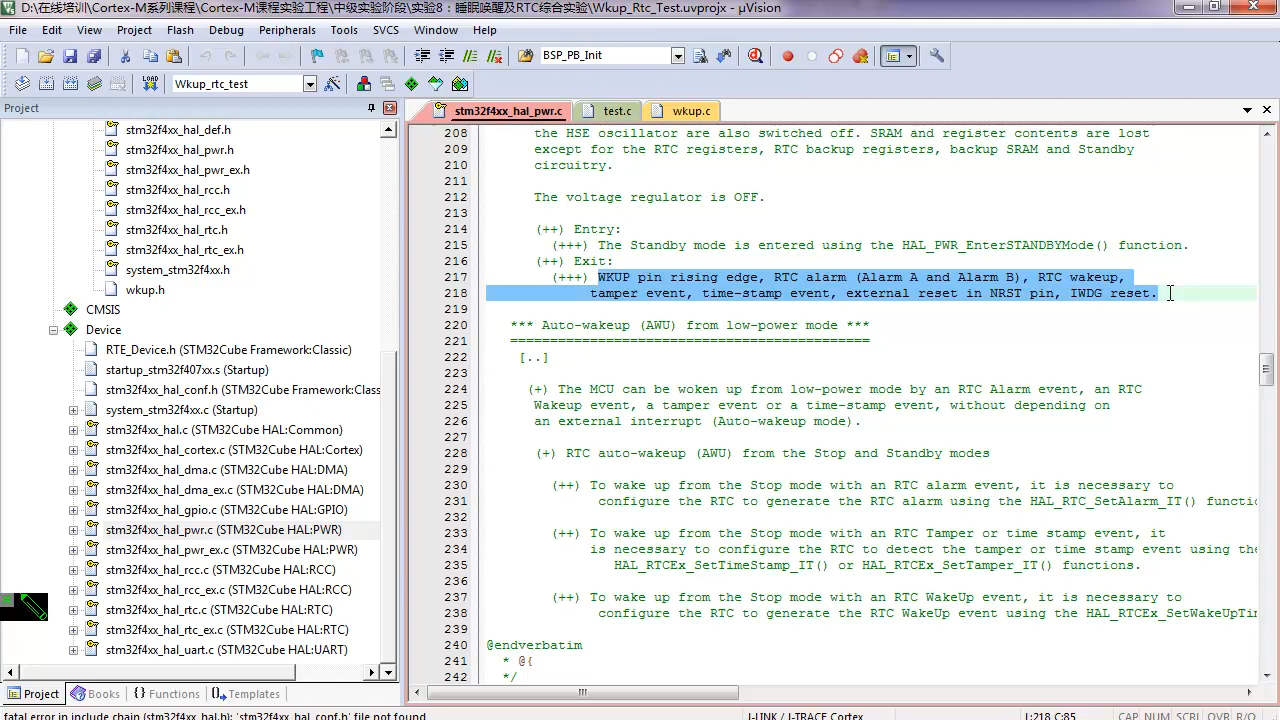 D:\在线培训\Cortex-M系列课程\Cortex-M课程实验工程\中级实验阶段\实验8：睡眠唤醒及RTC综合实验\Wkup_Rtc_Test.uvprojx - µVision
File Edit View Project Flash Debug Peripherals Tools SVCS Window Help
BSP_PB_Init
Wkup_rtc_test
Project
stm32f4xx_hal_pwr.c test.c wkup.c
stm32f4xx_hal_def.h
stm32f4xx_hal_pwr.h
stm32f4xx_hal_pwr_ex.h
stm32f4xx_hal_rcc.h
stm32f4xx_hal_rcc_ex.h
stm32f4xx_hal_rtc.h
stm32f4xx_hal_rtc_ex.h
system_stm32f4xx.h
wkup.h
CMSIS
Device
RTE_Device.h (STM32Cube Framework:Classic)
startup_stm32f407xx.s (Startup)
stm32f4xx_hal_conf.h (STM32Cube Framework:Class
system_stm32f4xx.c (Startup)
stm32f4xx_hal.c (STM32Cube HAL:Common)
stm32f4xx_hal_cortex.c (STM32Cube HAL:Cortex)
stm32f4xx_hal_dma.c (STM32Cube HAL:DMA)
stm32f4xx_hal_dma_ex.c (STM32Cube HAL:DMA)
stm32f4xx_hal_gpio.c (STM32Cube HAL:GPIO)
stm32f4xx_hal_pwr.c (STM32Cube HAL:PWR)
stm32f4xx_hal_pwr_ex.c (STM32Cube HAL:PWR)
stm32f4xx_hal_rcc.c (STM32Cube HAL:RCC)
stm32f4xx_hal_rcc_ex.c (STM32Cube HAL:RCC)
stm32f4xx_hal_rtc.c (STM32Cube HAL:RTC)
stm32f4xx_hal_rtc_ex.c (STM32Cube HAL:RTC)
stm32f4xx_hal_uart.c (STM32Cube HAL:UART)
Project Books Functions Templates
208 the HSE oscillator are also switched off. SRAM and register contents are lost
209 except for the RTC registers, RTC backup registers, backup SRAM and Standby
210 circuitry.
211
212 The voltage regulator is OFF.
213
214 (++) Entry:
215 (+++) The Standby mode is entered using the HAL_PWR_EnterSTANDBYMode() function.
216 (++) Exit:
217 (+++) WKUP pin rising edge, RTC alarm (Alarm A and Alarm B), RTC wakeup,
218 tamper event, time-stamp event, external reset in NRST pin, IWDG reset.
219
220 *** Auto-wakeup (AWU) from low-power mode ***
221 =============================================
222 [..]
223
224 (+) The MCU can be woken up from low-power mode by an RTC Alarm event, an RTC
225 Wakeup event, a tamper event or a time-stamp event, without depending on
226 an external interrupt (Auto-wakeup mode).
227
228 (+) RTC auto-wakeup (AWU) from the Stop and Standby modes
229
230 (++) To wake up from the Stop mode with an RTC alarm event, it is necessary to
231 configure the RTC to generate the RTC alarm using the HAL_RTC_SetAlarm_IT() functio
232
233 (++) To wake up from the Stop mode with an RTC Tamper or time stamp event, it
234 is necessary to configure the RTC to detect the tamper or time stamp event using the
235 HAL_RTCEx_SetTimeStamp_IT() or HAL_RTCEx_SetTamper_IT() functions.
236
237 (++) To wake up from the Stop mode with an RTC WakeUp event, it is necessary to
238 configure the RTC to generate the RTC WakeUp event using the HAL_RTCEx_SetWakeUpTim
239
240 @endverbatim
241 * @{
242 */
fatal error in include chain (stm32f4xx_hal.h): 'stm32f4xx_hal_conf.h' file not found
J-LINK / J-TRACE Cortex L:218 C:85 CAP NUM SCRL OVR R/O